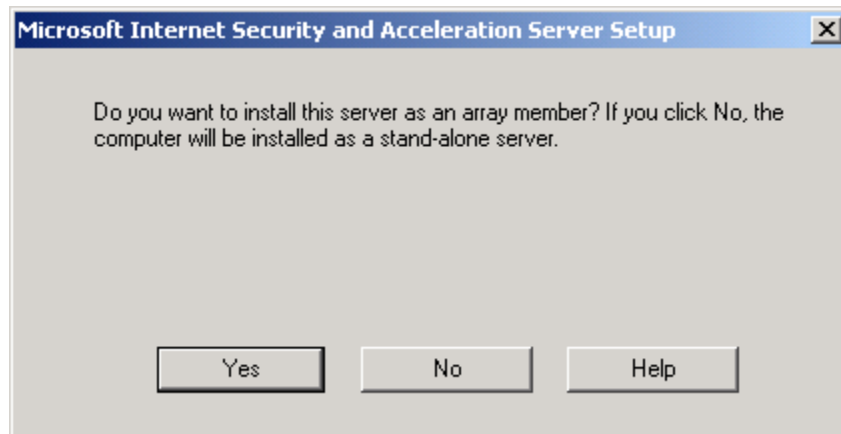 Microsoft Internet Security and Acceleration Server Setup
Do you want to install this server as an array member? If you click No, the
computer will be installed as a stand-alone server.
Yes
No
Help